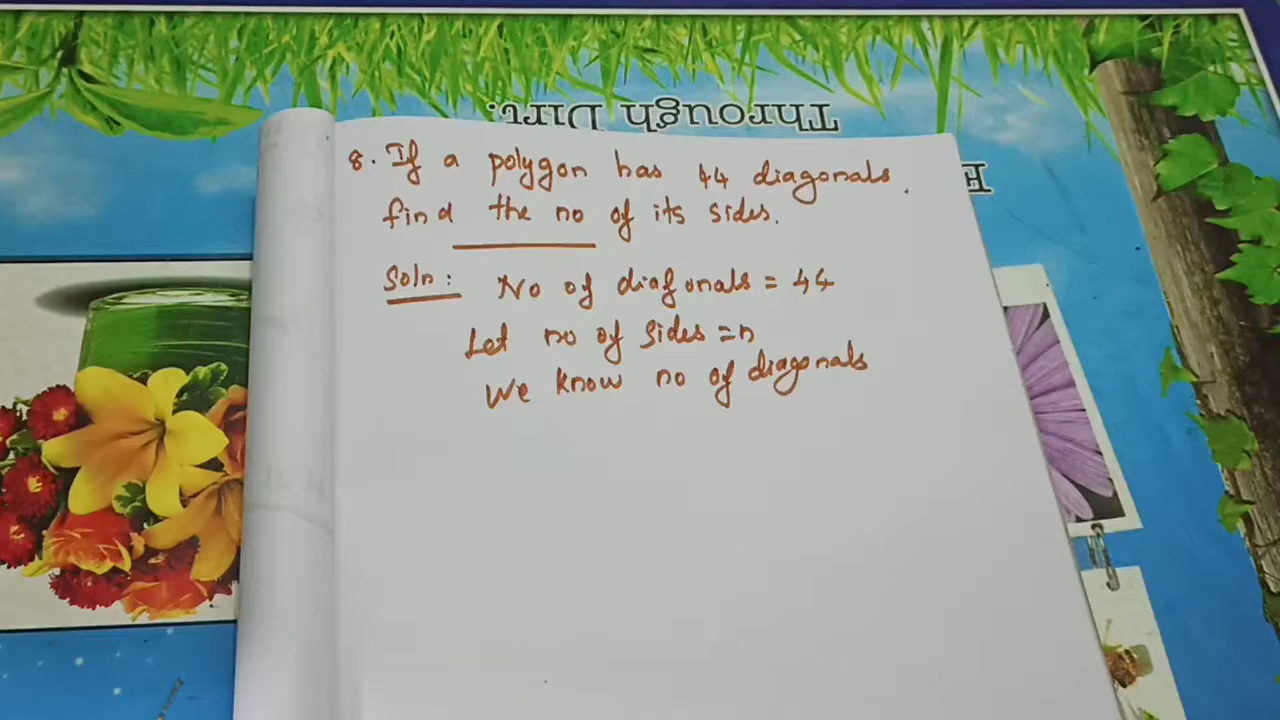 Through Dirt.
8. If a polygon has 44 diagonals.
find the no of its sides.
Soln: No of diagonals = 44
Let no of sides = n
We know no of diagonals